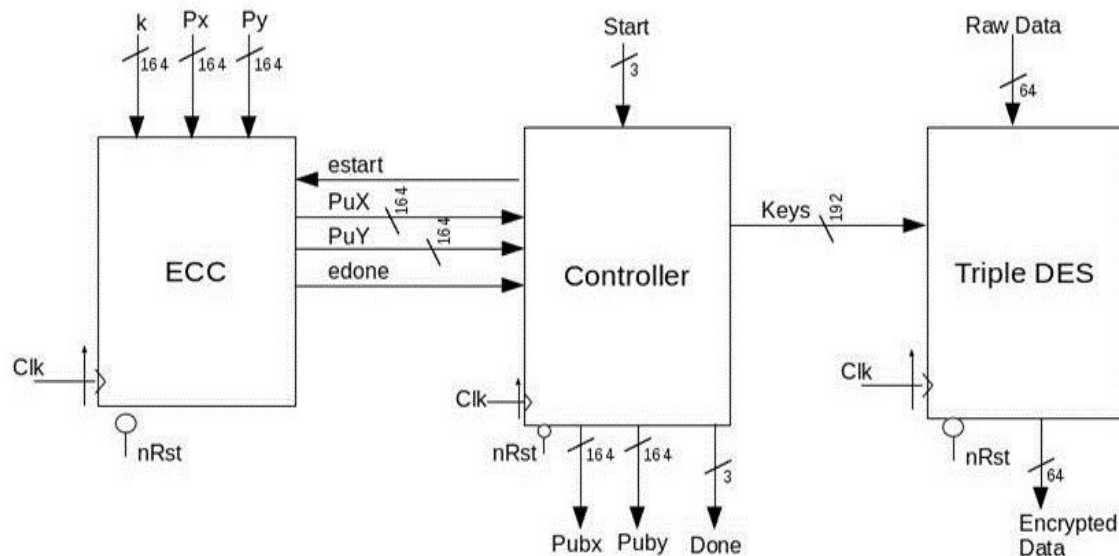 k Px Py
164 164 164
Start
3
Raw Data
64
estart
PuX 164
PuY 164
edone
ECC
Controller
Keys 192
Triple DES
Clk
nRst
Clk
nRst
164 164 3
Pubx Puby Done
Clk
nRst
64
Encrypted
Data